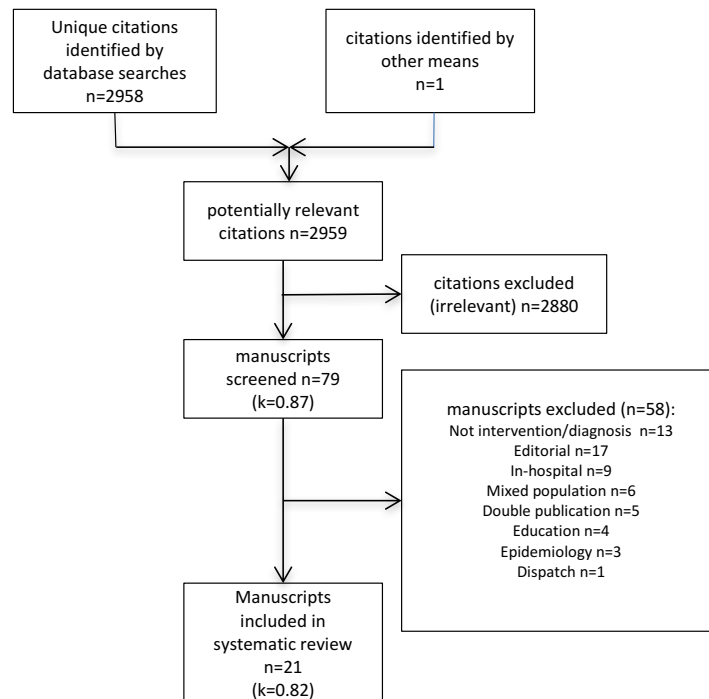 Unique citations
identified by
database searches
n=2958
citations identified by
other means
n=1
potentially relevant
citations n=2959
citations excluded
(irrelevant) n=2880
manuscripts
screened n=79
(k=0.87)
manuscripts excluded (n=58):
Not intervention/diagnosis n=13
Editorial n=17
In-hospital n=9
Mixed population n=6
Double publication n=5
Education n=4
Epidemiology n=3
Dispatch n=1
Manuscripts
included in
systematic review
n=21
(k=0.82)